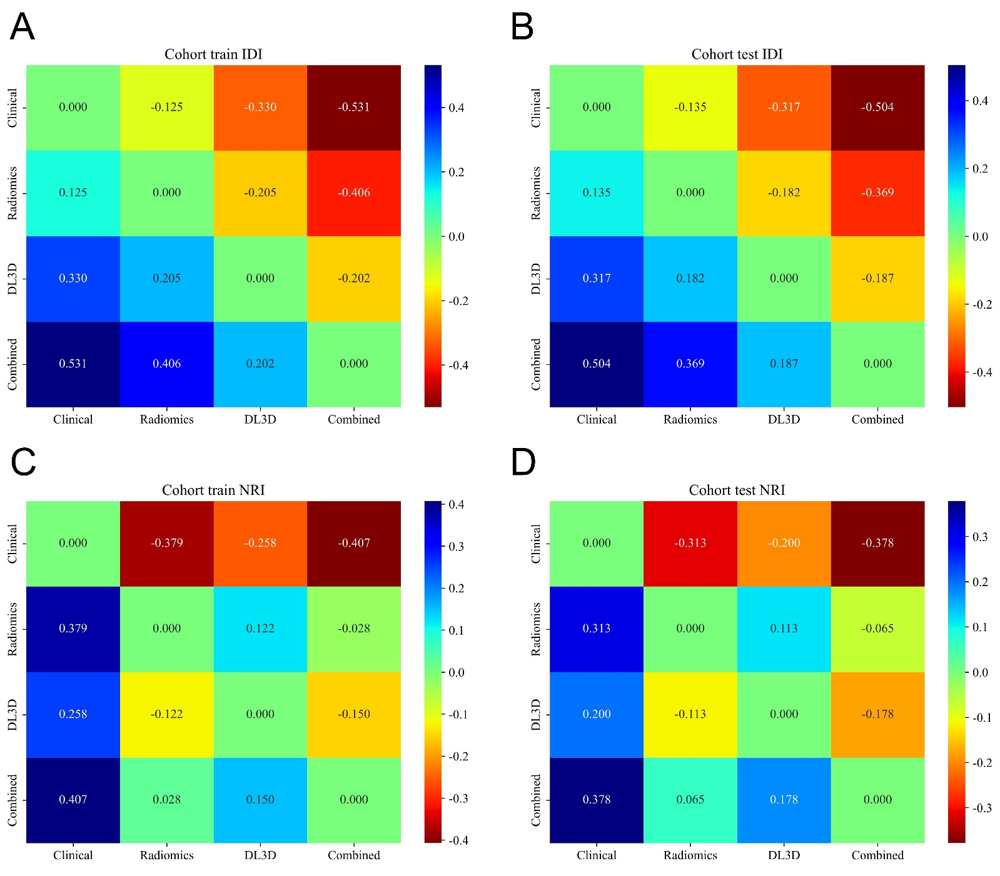 A
B
Cohort train IDI
Cohort test IDI
Clinical 0.000 -0.125 -0.330 -0.531
Radiomics 0.125 0.000 -0.205 -0.406
DL3D 0.330 0.205 0.000 -0.202
Combined 0.531 0.406 0.202 0.000
Clinical Radiomics DL3D Combined
0.4
0.2
0.0
-0.2
-0.4
Clinical 0.000 -0.135 -0.317 -0.504
Radiomics 0.135 0.000 -0.182 -0.369
DL3D 0.317 0.182 0.000 -0.187
Combined 0.504 0.369 0.187 0.000
Clinical Radiomics DL3D Combined
0.4
0.2
0.0
-0.2
-0.4
C
D
Cohort train NRI
Cohort test NRI
Clinical 0.000 -0.379 -0.258 -0.407
Radiomics 0.379 0.000 0.122 -0.028
DL3D 0.258 -0.122 0.000 -0.150
Combined 0.407 0.028 0.150 0.000
Clinical Radiomics DL3D Combined
0.4
0.3
0.2
0.1
0.0
-0.1
-0.2
-0.3
-0.4
Clinical 0.000 -0.313 -0.200 -0.378
Radiomics 0.313 0.000 0.113 -0.065
DL3D 0.200 -0.113 0.000 -0.178
Combined 0.378 0.065 0.178 0.000
Clinical Radiomics DL3D Combined
0.3
0.2
0.1
0.0
-0.1
-0.2
-0.3